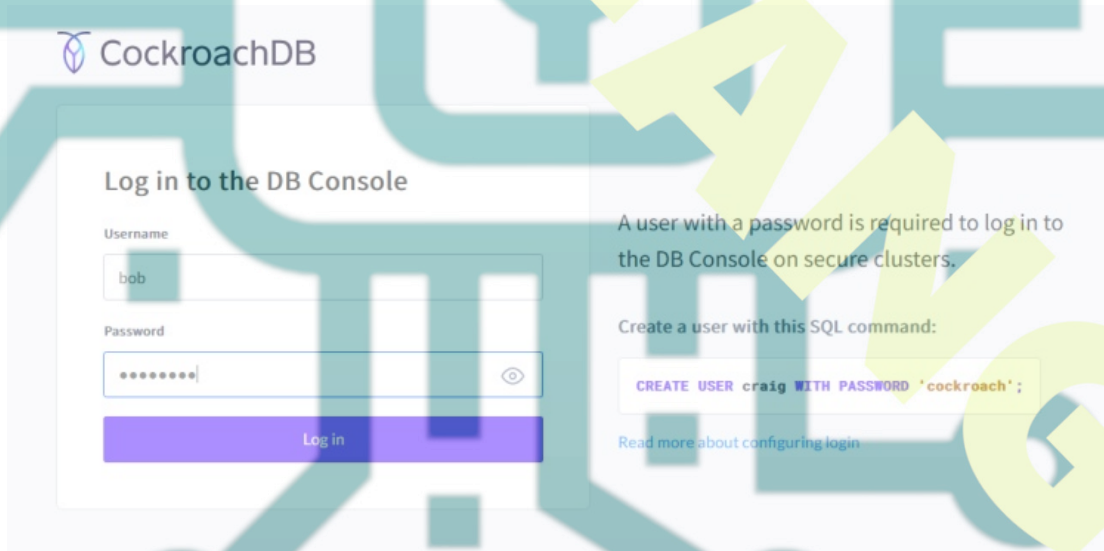 CockroachDB
Log in to the DB Console
Username
bob
Password
••••••••
Log in
A user with a password is required to log in to
the DB Console on secure clusters.
Create a user with this SQL command:
CREATE USER craig WITH PASSWORD 'cockroach';
Read more about configuring login
ANG